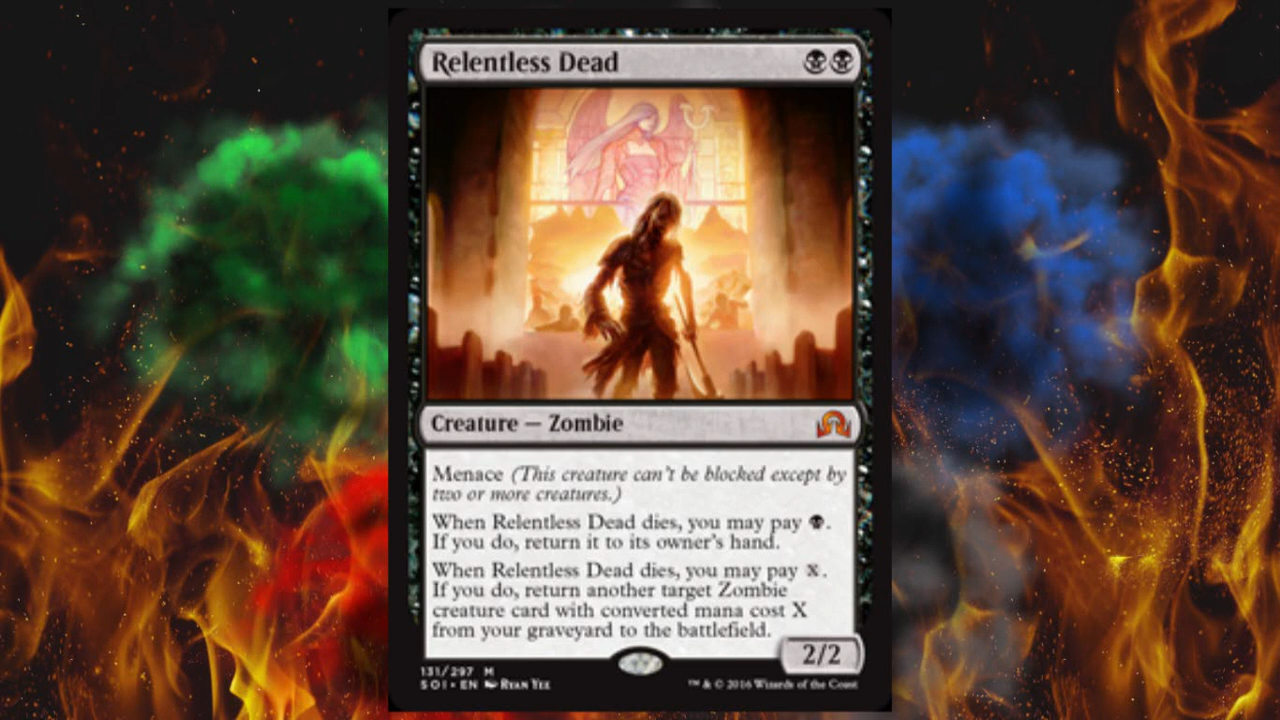 Relentless Dead
Creature — Zombie
Menace (This creature can't be blocked except by
two or more creatures.)
When Relentless Dead dies, you may pay .
If you do, return it to its owner's hand.
When Relentless Dead dies, you may pay X.
If you do, return another target Zombie
creature card with converted mana cost X
from your graveyard to the battlefield.
2/2
131/297 M
SOI • EN Ryan Yee
™ & © 2016 Wizards of the Coast